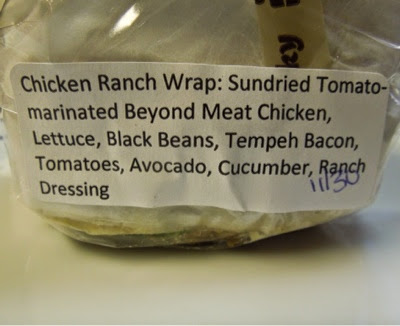 Chicken Ranch Wrap: Sundried Tomato-
marinated Beyond Meat Chicken,
Lettuce, Black Beans, Tempeh Bacon,
Tomatoes, Avocado, Cucumber, Ranch
Dressing
11/30